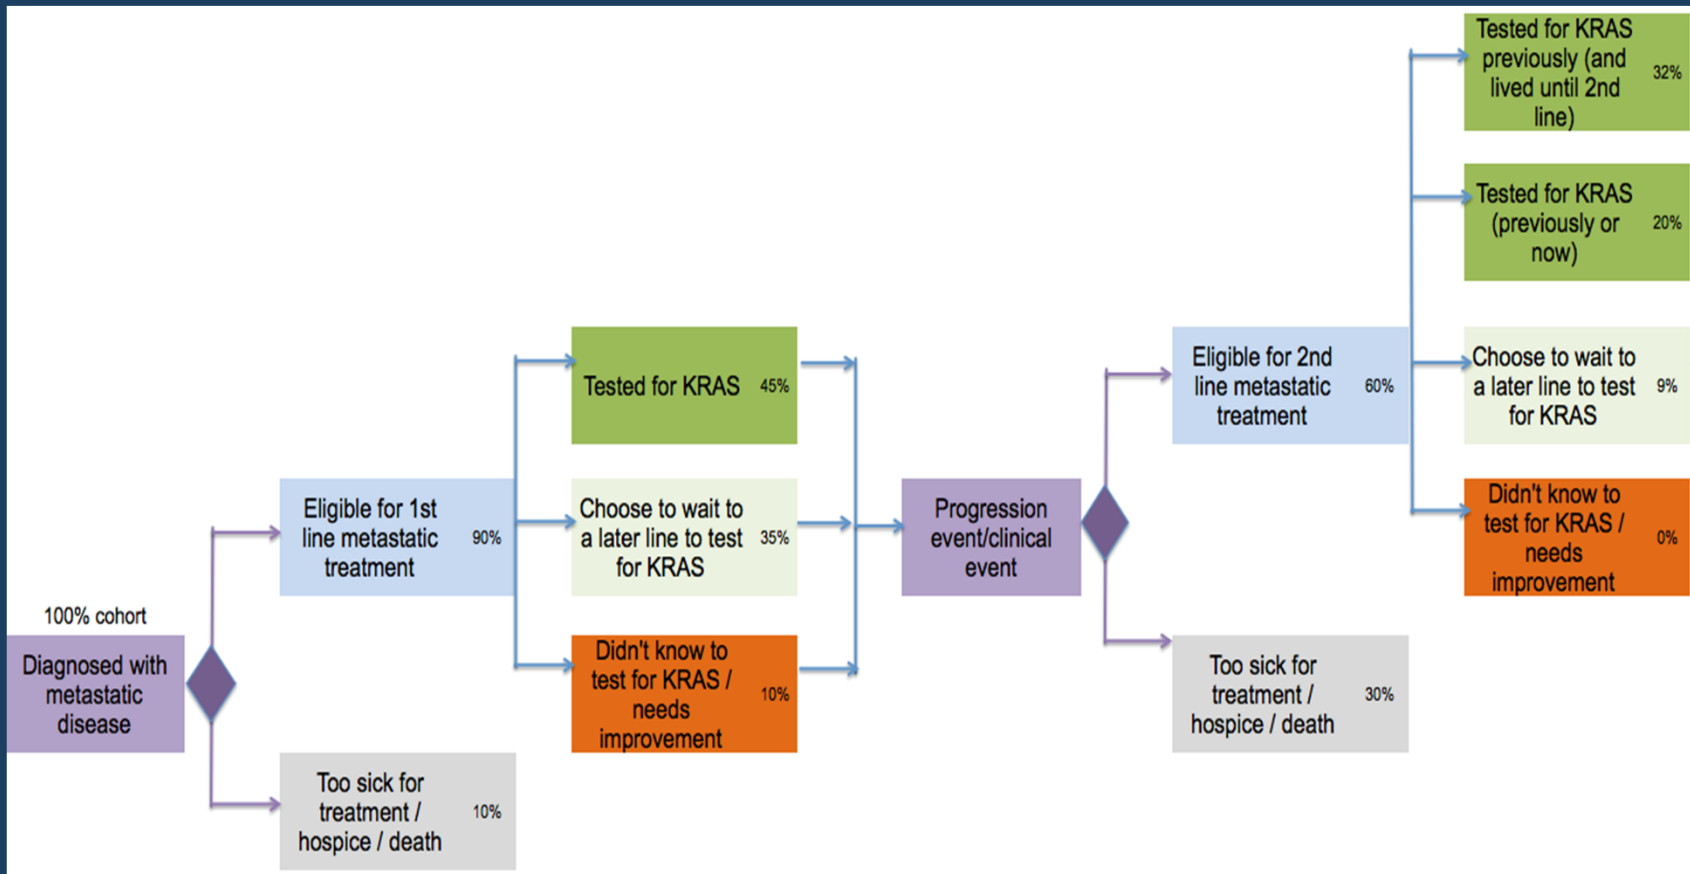 100% cohort
Diagnosed with
metastatic
disease
Eligible for 1st
line metastatic
treatment
90%
Too sick for
treatment /
hospice / death
10%
Tested for KRAS
45%
Choose to wait to
a later line to test
for KRAS
35%
Didn't know to
test for KRAS /
needs
improvement
10%
Progression
event/clinical
event
Eligible for 2nd
line metastatic
treatment
60%
Too sick for
treatment /
hospice / death
30%
Tested for KRAS
previously (and
lived until 2nd
line)
32%
Tested for KRAS
(previously or
now)
20%
Choose to wait to
a later line to test
for KRAS
9%
Didn't know to
test for KRAS /
needs
improvement
0%